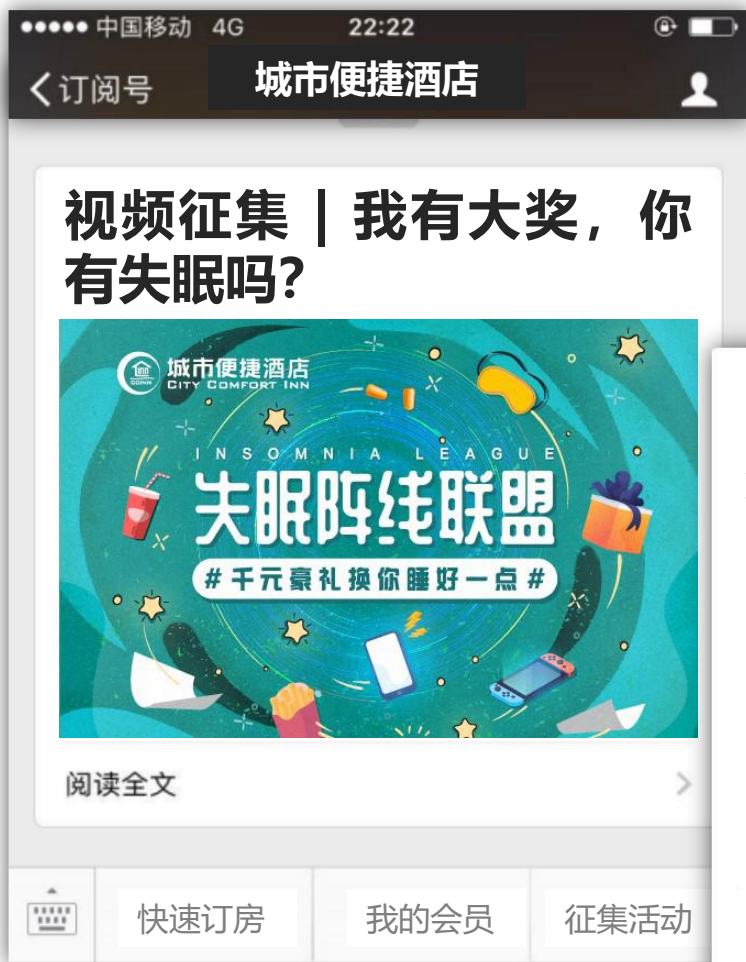 中国移动 4G 22:22
订阅号 城市便捷酒店
视频征集 | 我有大奖，你
有失眠吗？
城市便捷酒店
CITY COMFORT INN
CCINN
INSOMNIA LEAGUE
失眠阵线联盟
#千元豪礼换你睡好一点#
阅读全文
快速订房 我的会员 征集活动